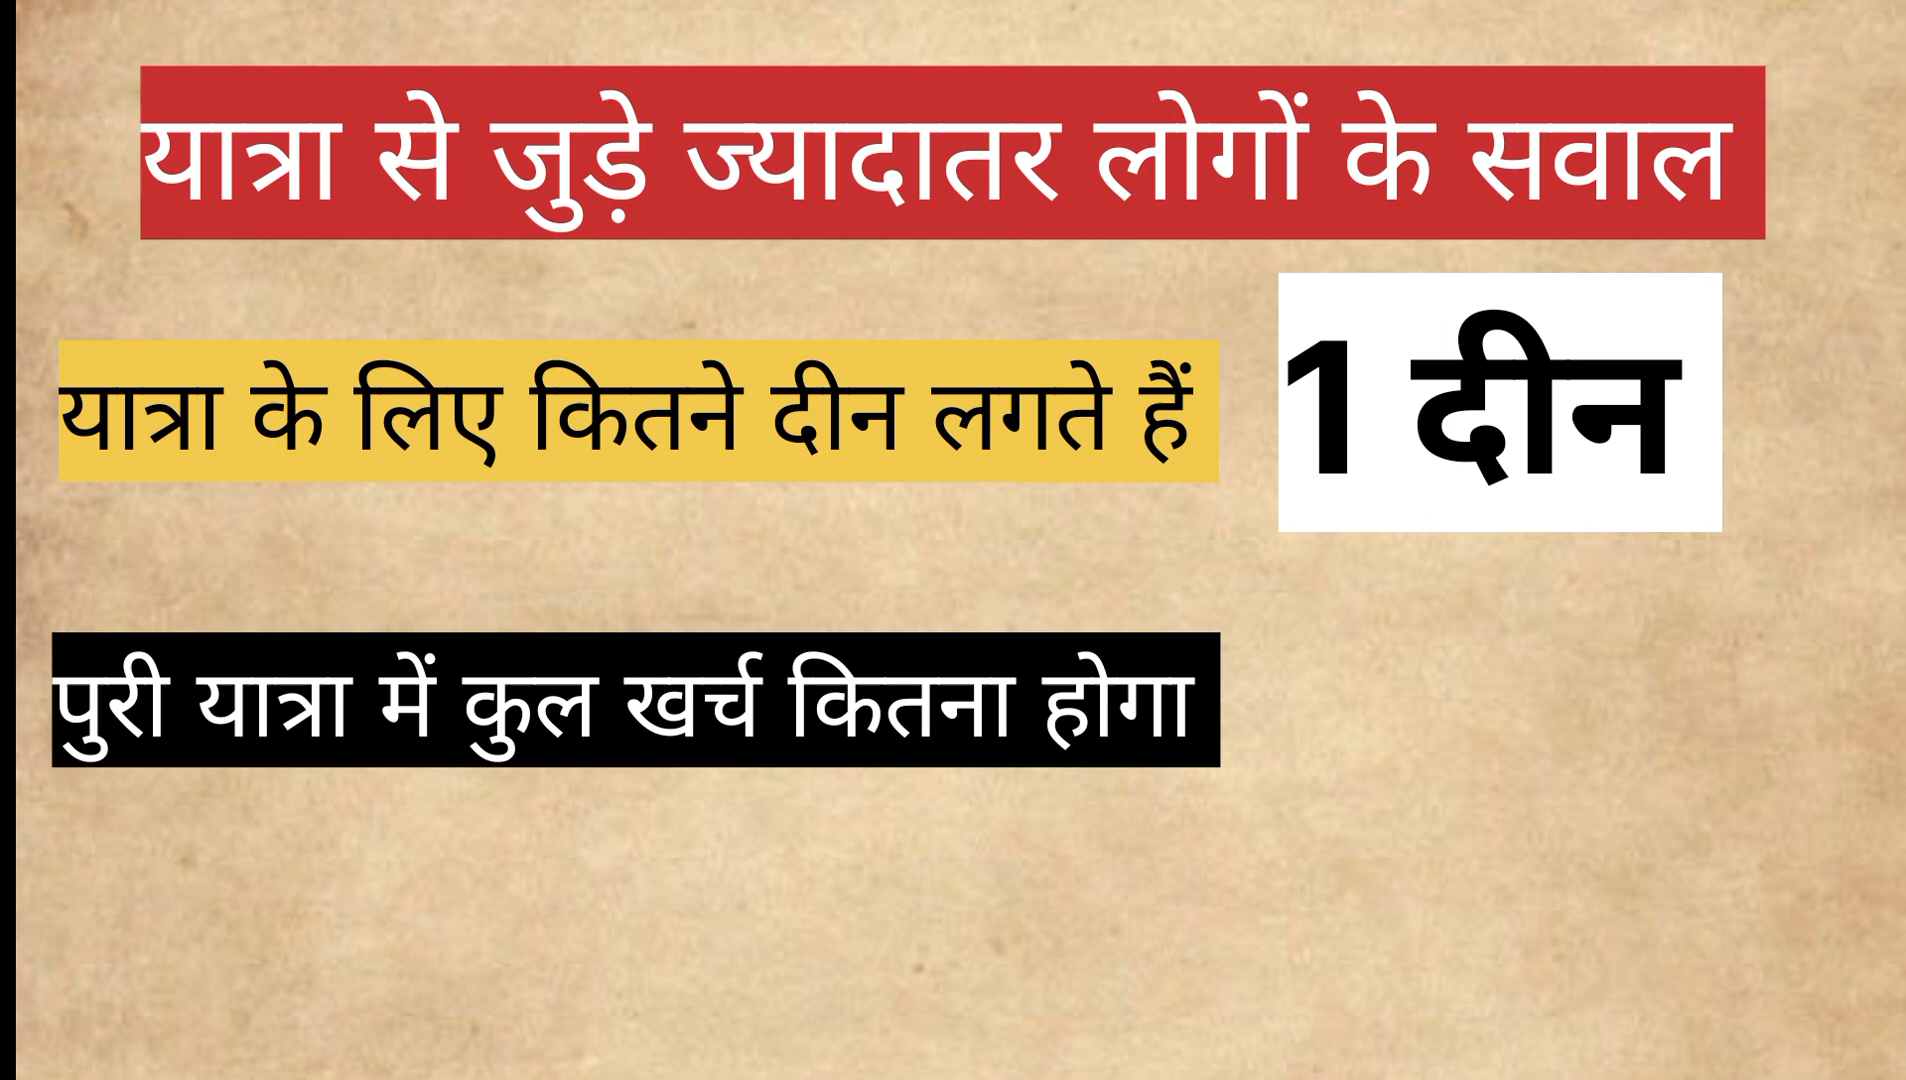 यात्रा से जुड़े ज्यादातर लोगों के सवाल
यात्रा के लिए कितने दीन लगते हैं
1 दीन
पुरी यात्रा में कुल खर्च कितना होगा